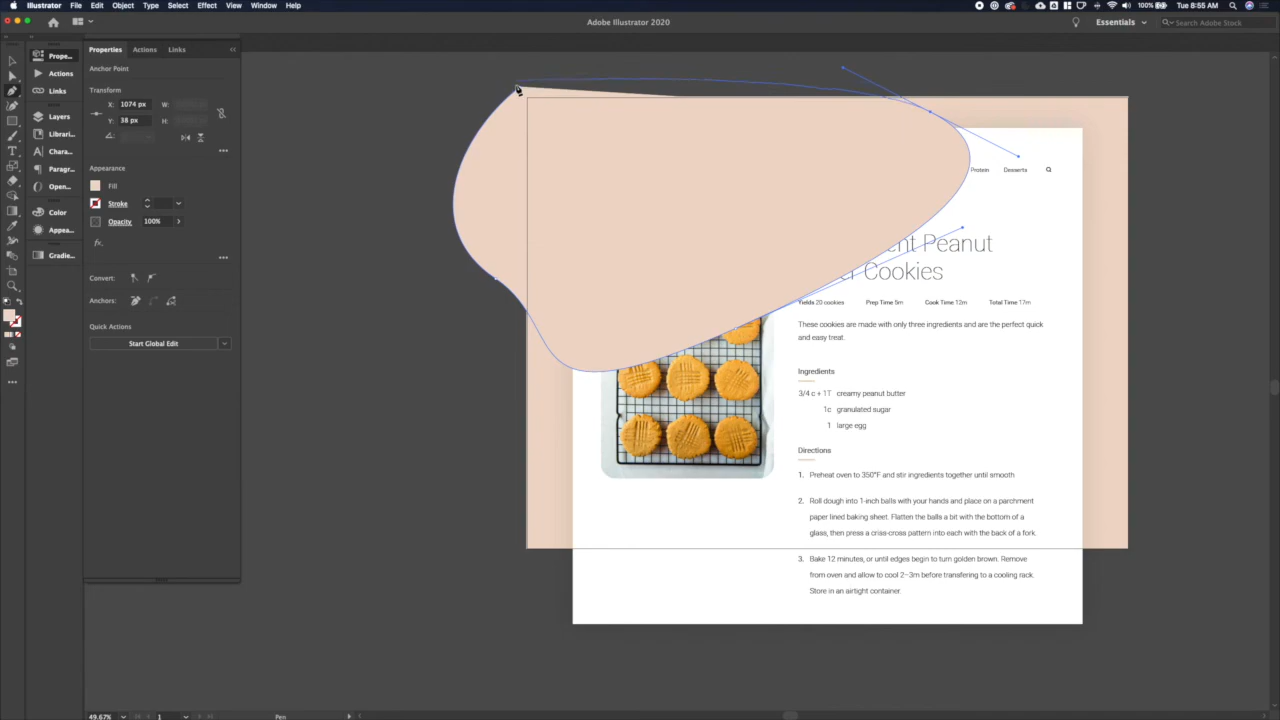 Illustrator File Edit Object Type Select Effect View Window Help
100% Tue 8:55 AM
Adobe Illustrator 2020
Essentials
Search Adobe Stock
Prope...
Actions
Links
Layers
Librari...
Chara...
Paragr...
Open...
Color
Appea...
Gradie...
Properties Actions Links
Anchor Point
Transform
X: 1074 px W:
Y: 38 px H:
Appearance
Fill
Stroke
Opacity 100%
fx.
Convert:
Anchors:
Quick Actions
Start Global Edit
Protein Desserts
nt Peanut
Cookies
Yields 20 cookies Prep Time 5m Cook Time 12m Total Time 17m
These cookies are made with only three ingredients and are the perfect quick
and easy treat.
Ingredients
3/4 c + 1T creamy peanut butter
1c granulated sugar
1 large egg
Directions
1. Preheat oven to 350°F and stir ingredients together until smooth
2. Roll dough into 1-inch balls with your hands and place on a parchment
paper lined baking sheet. Flatten the balls a bit with the bottom of a
glass, then press a criss-cross pattern into each with the back of a fork.
3. Bake 12 minutes, or until edges begin to turn golden brown. Remove
from oven and allow to cool 2–3m before transfering to a cooling rack.
Store in an airtight container.
49.67% 1 Pen